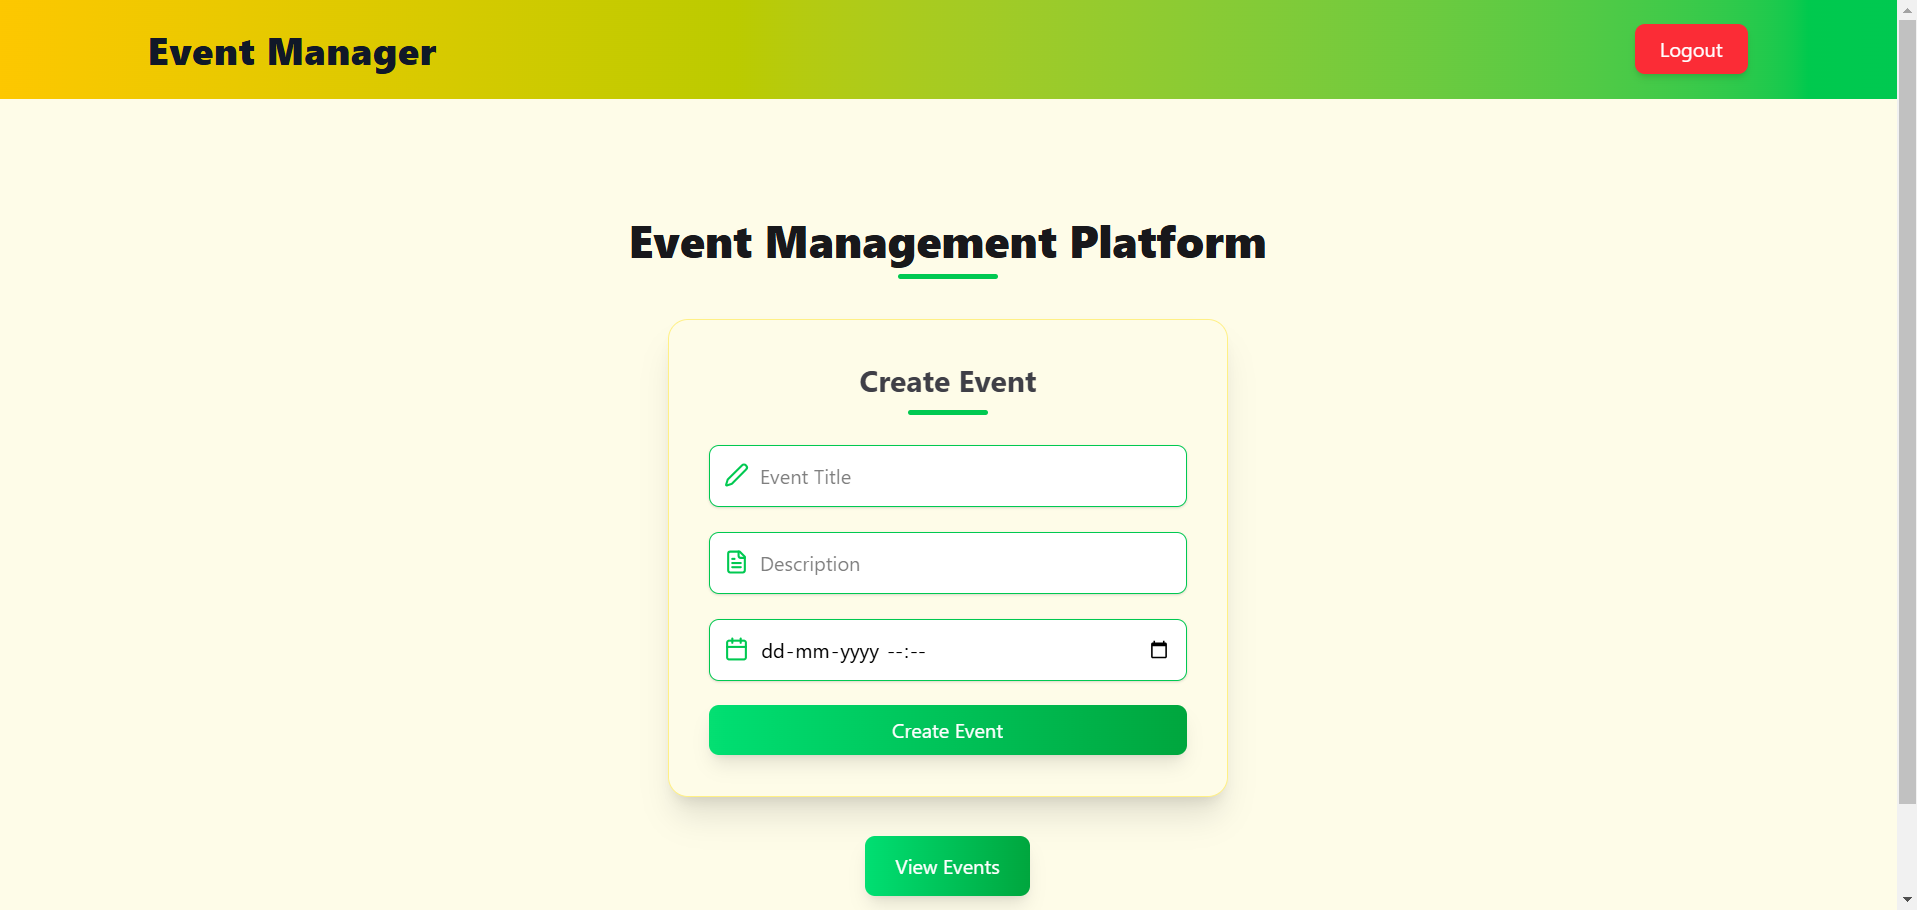 Event Manager
Logout
Event Management Platform
Create Event
Event Title
Description
dd-mm-yyyy --:--
Create Event
View Events